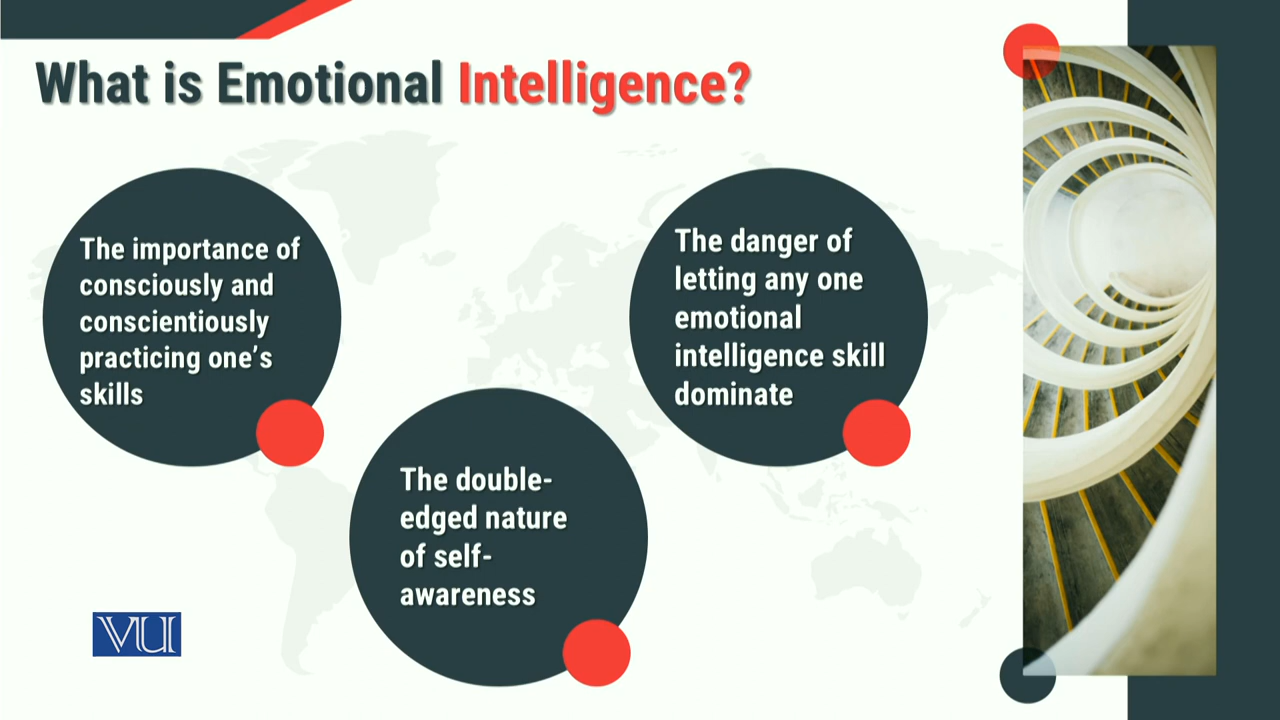 What is Emotional Intelligence?
The importance of
consciously and
conscientiously
practicing one's
skills
The double-
edged nature
of self-
awareness
The danger of
letting any one
emotional
intelligence skill
dominate
VU